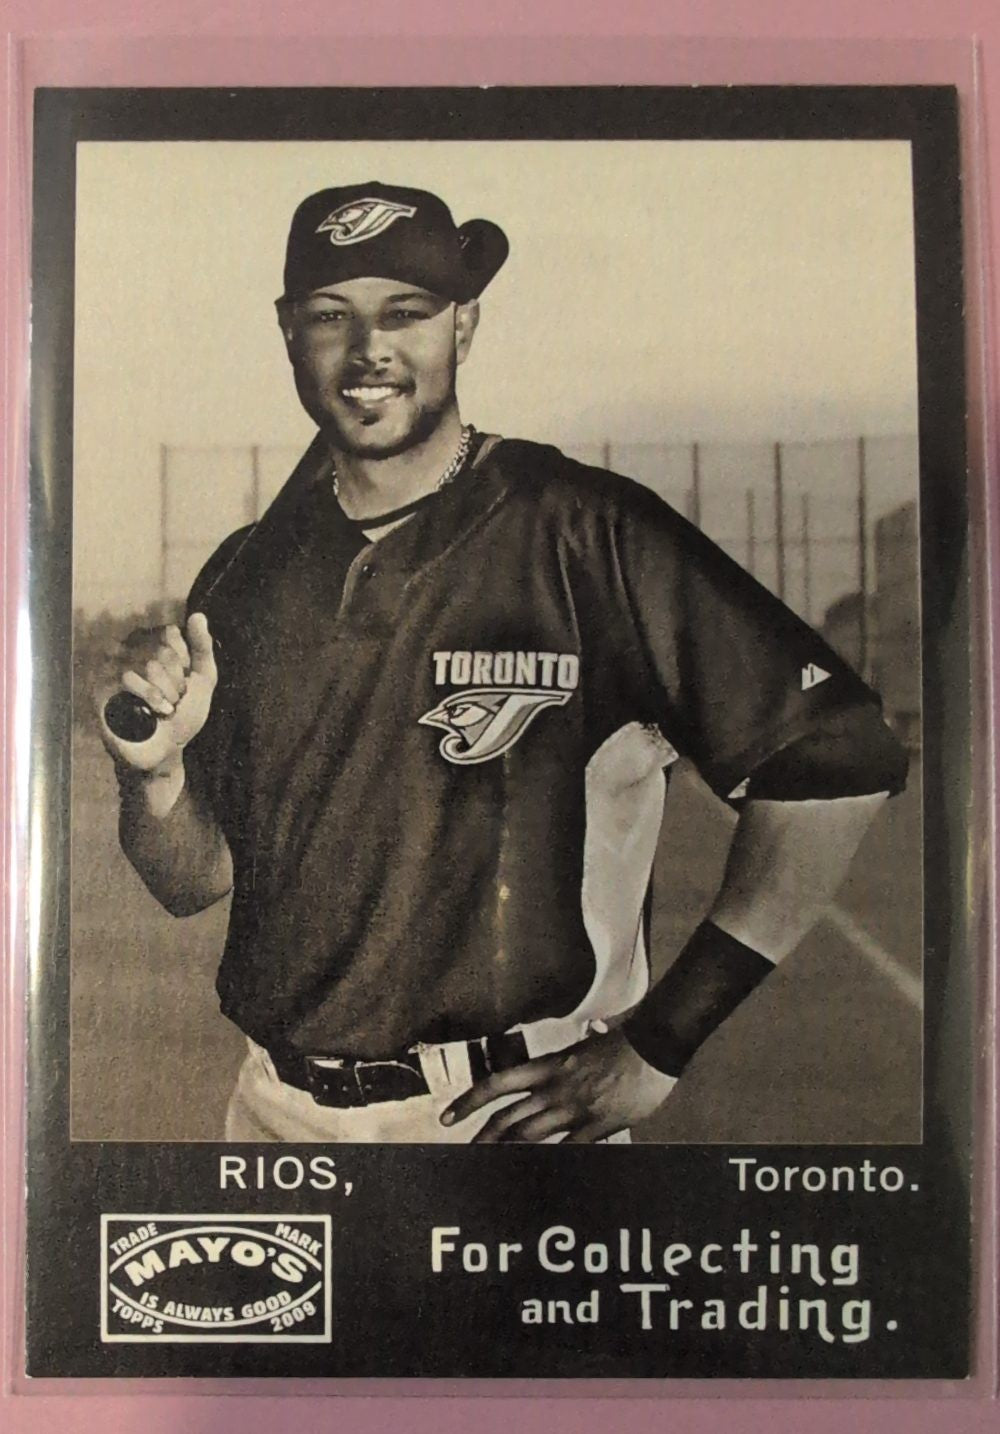 TORONTO
RIOS, Toronto.
TRADE MARK
MAYO'S
IS ALWAYS GOOD
TOPPS 2009
For Collecting
and Trading.